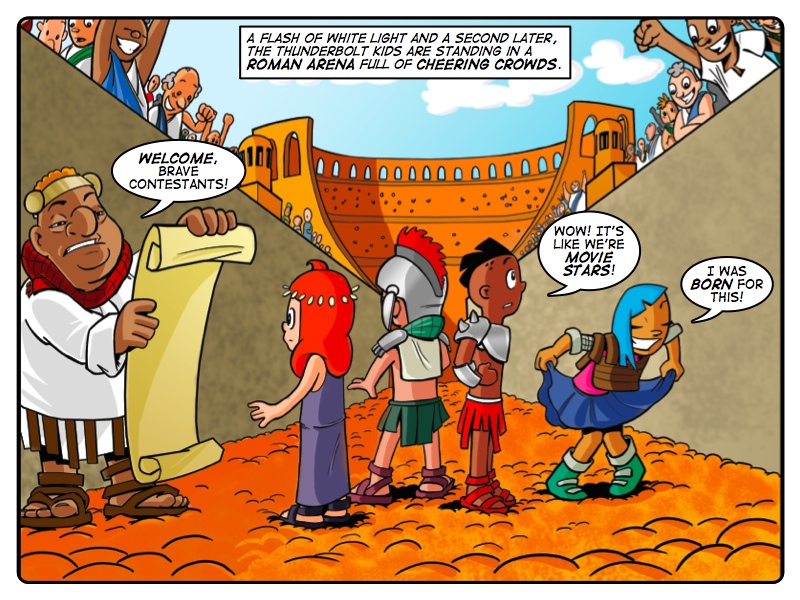 A FLASH OF WHITE LIGHT AND A SECOND LATER,
THE THUNDERBOLT KIDS ARE STANDING IN A
ROMAN ARENA FULL OF CHEERING CROWDS.
WELCOME,
BRAVE
CONTESTANTS!
WOW! IT'S
LIKE WE'RE
MOVIE
STARS!
I WAS
BORN FOR
THIS!